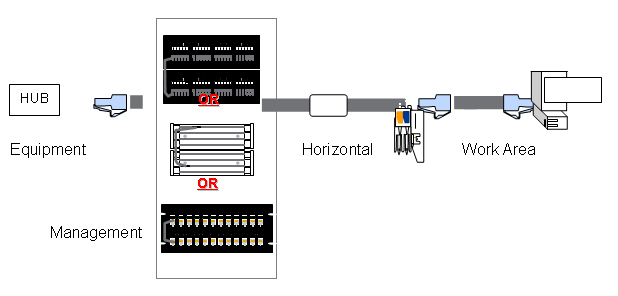 HUB
OR
Equipment
Horizontal
Work Area
OR
Management